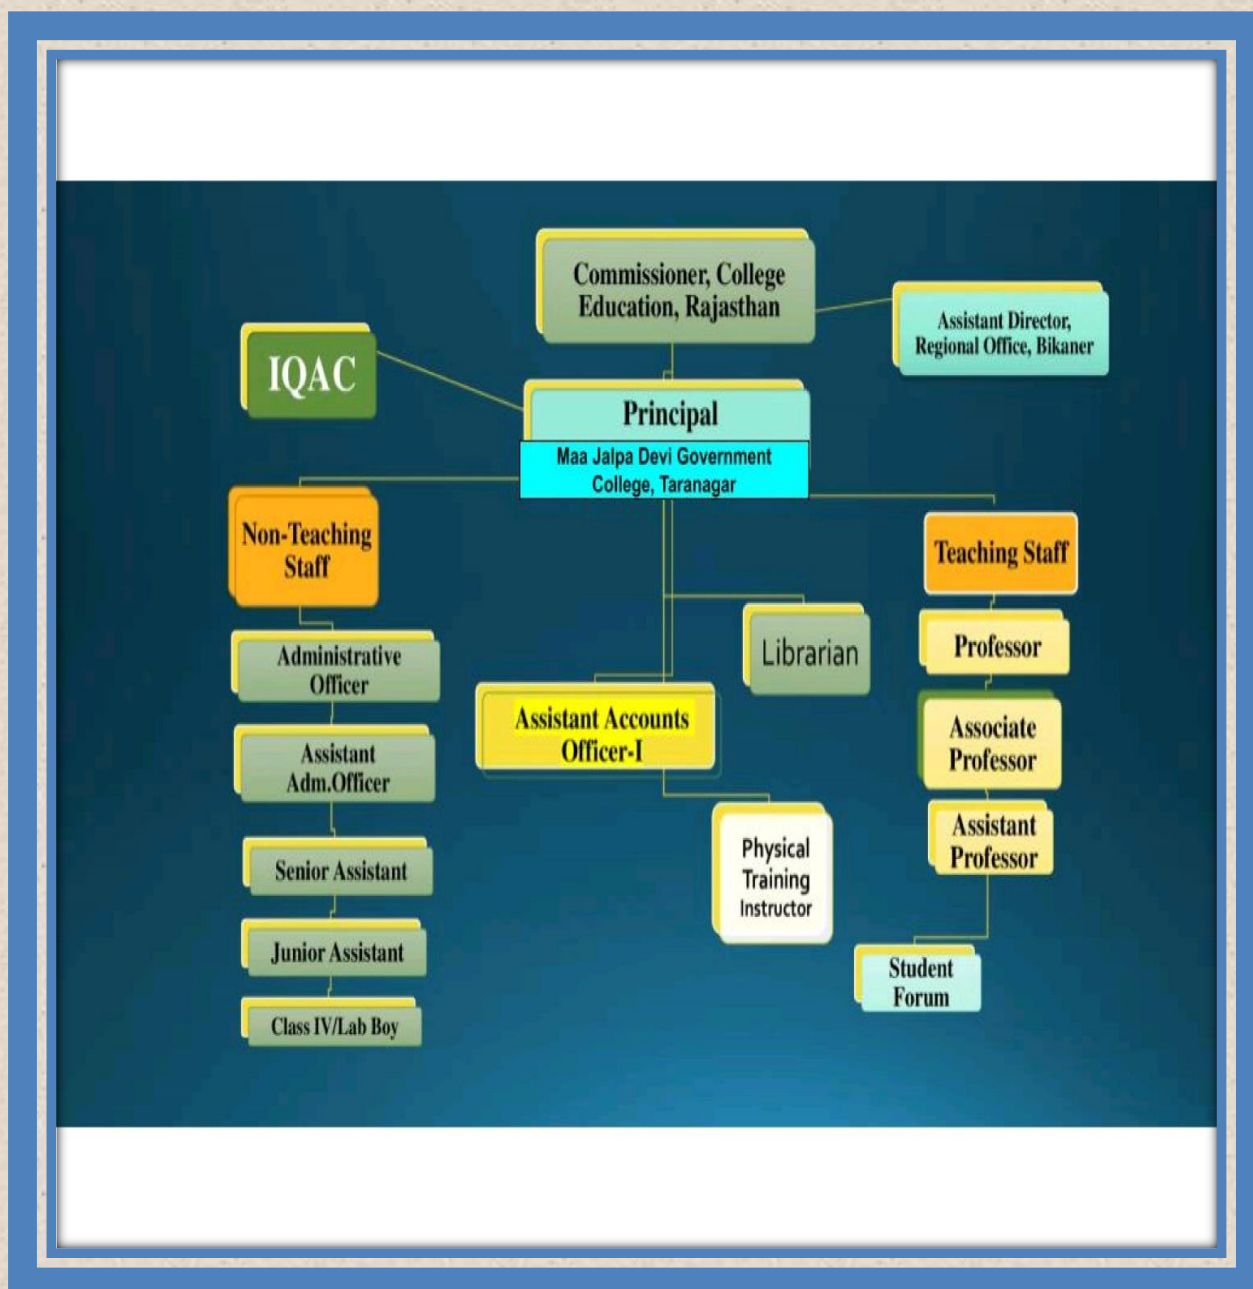 Commissioner, College
Education, Rajasthan
Assistant Director,
Regional Office, Bikaner
IQAC
Principal
Maa Jalpa Devi Government
College, Taranagar
Non-Teaching
Staff
Administrative
Officer
Assistant
Adm.Officer
Senior Assistant
Junior Assistant
Class IV/Lab Boy
Assistant Accounts
Officer-I
Librarian
Physical
Training
Instructor
Teaching Staff
Professor
Associate
Professor
Assistant
Professor
Student
Forum